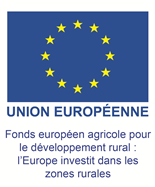 UNION EUROPÉENNE
Fonds européen agricole pour
le développement rural :
l'Europe investit dans les
zones rurales